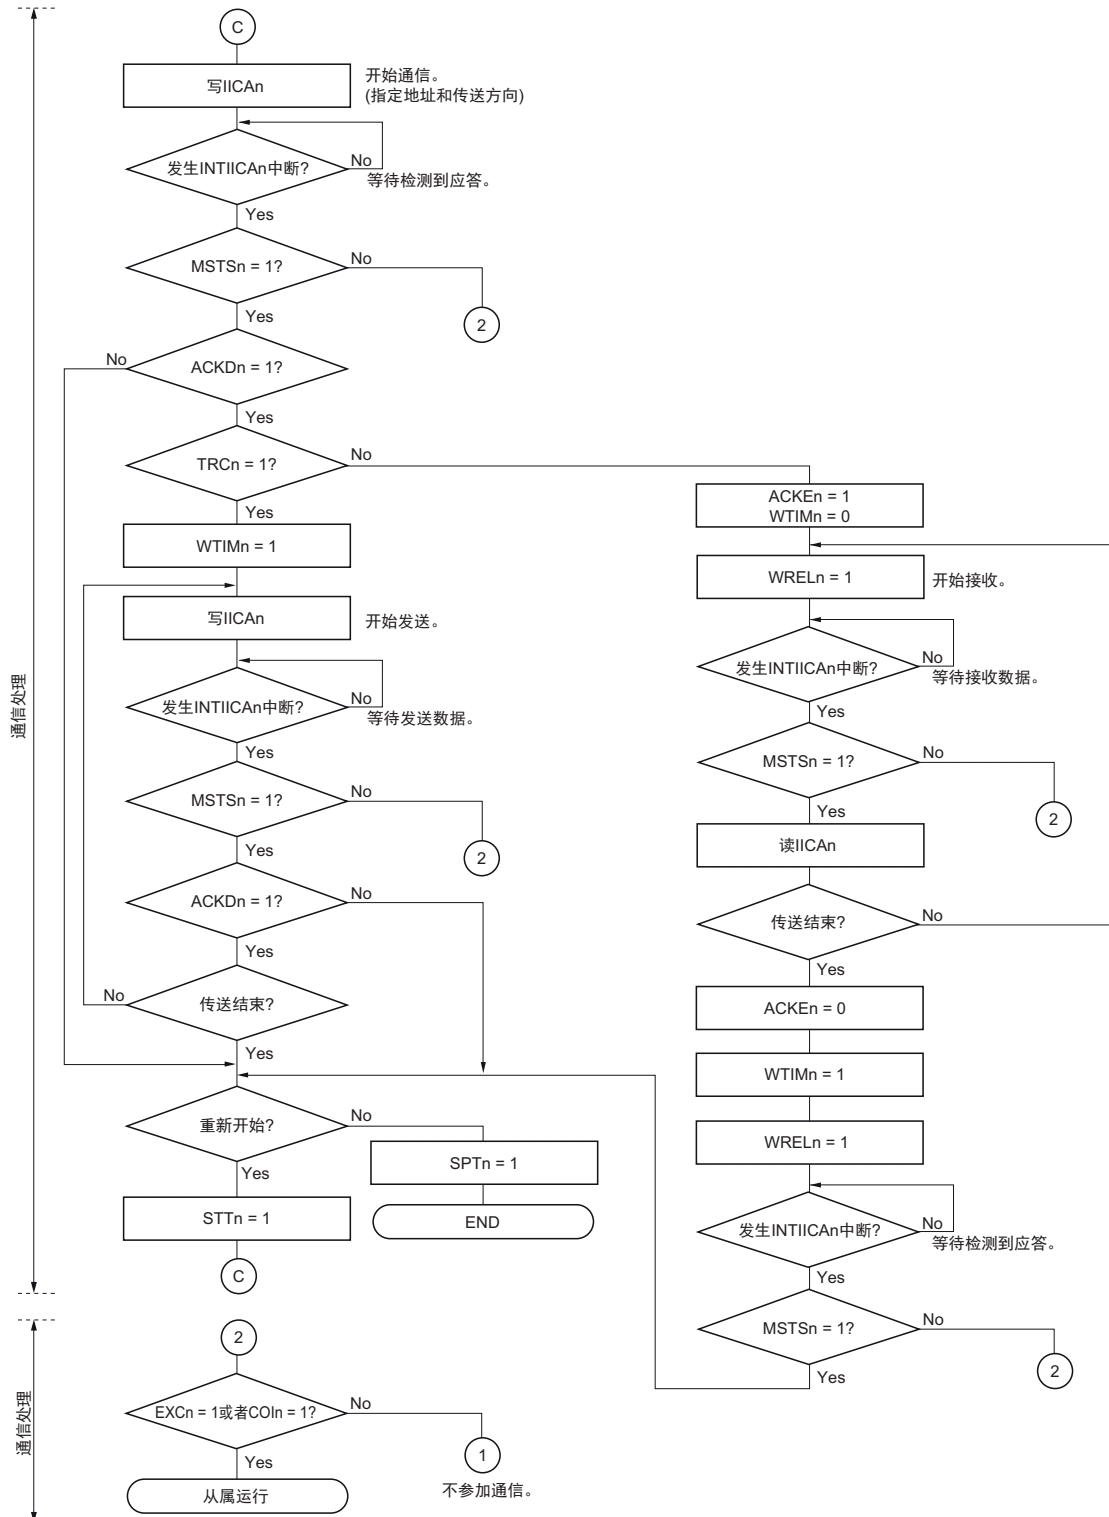 C
写IICAn
开始通信。
(指定地址和传送方向)
发生INTIICAn中断?
No
等待检测到应答。
Yes
MSTSn = 1?
No
2
Yes
ACKDn = 1?
No
Yes
TRCn = 1?
No
Yes
WTIMn = 1
写IICAn
开始发送。
发生INTIICAn中断?
No
等待发送数据。
Yes
MSTSn = 1?
No
2
Yes
ACKDn = 1?
No
Yes
传送结束?
No
Yes
重新开始?
No
SPTn = 1
END
Yes
STTn = 1
C
ACKEn = 1
WTIMn = 0
WRELn = 1
开始接收。
发生INTIICAn中断?
No
等待接收数据。
Yes
MSTSn = 1?
No
2
Yes
读IICAn
传送结束?
No
Yes
ACKEn = 0
WTIMn = 1
WRELn = 1
发生INTIICAn中断?
No
等待检测到应答。
Yes
MSTSn = 1?
No
2
Yes
通信处理
2
EXCn = 1或者COIn = 1?
No
1
不参加通信。
Yes
从属运行
通信处理